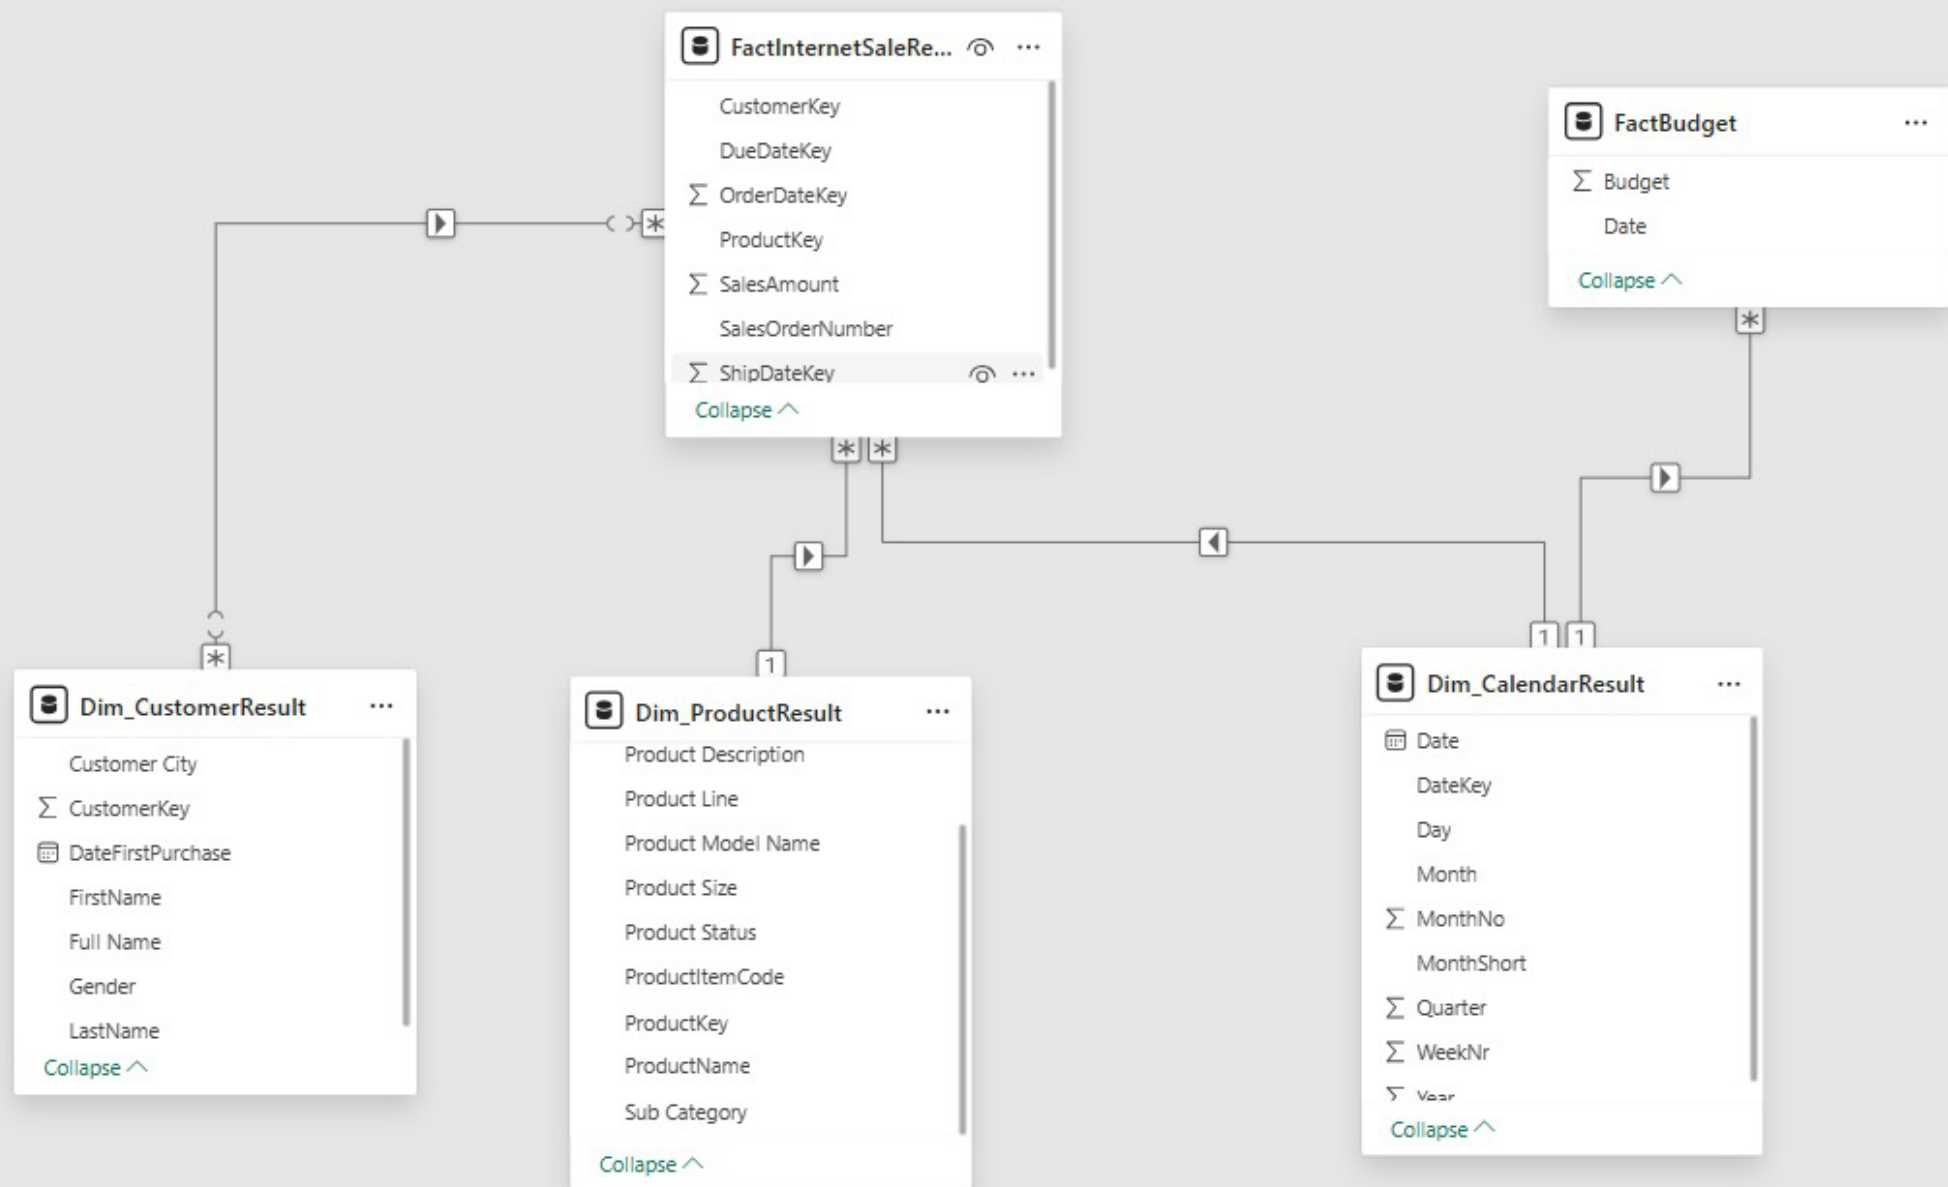 FactInternetSaleRe...
CustomerKey
DueDateKey
OrderDateKey
ProductKey
SalesAmount
SalesOrderNumber
ShipDateKey
Collapse
FactBudget
Budget
Date
Collapse
*
*
*
*
*
1
1
1
Dim_CustomerResult
Customer City
CustomerKey
DateFirstPurchase
FirstName
Full Name
Gender
LastName
Collapse
Dim_ProductResult
Product Description
Product Line
Product Model Name
Product Size
Product Status
ProductItemCode
ProductKey
ProductName
Sub Category
Collapse
Dim_CalendarResult
Date
DateKey
Day
Month
MonthNo
MonthShort
Quarter
WeekNr
Year
Collapse